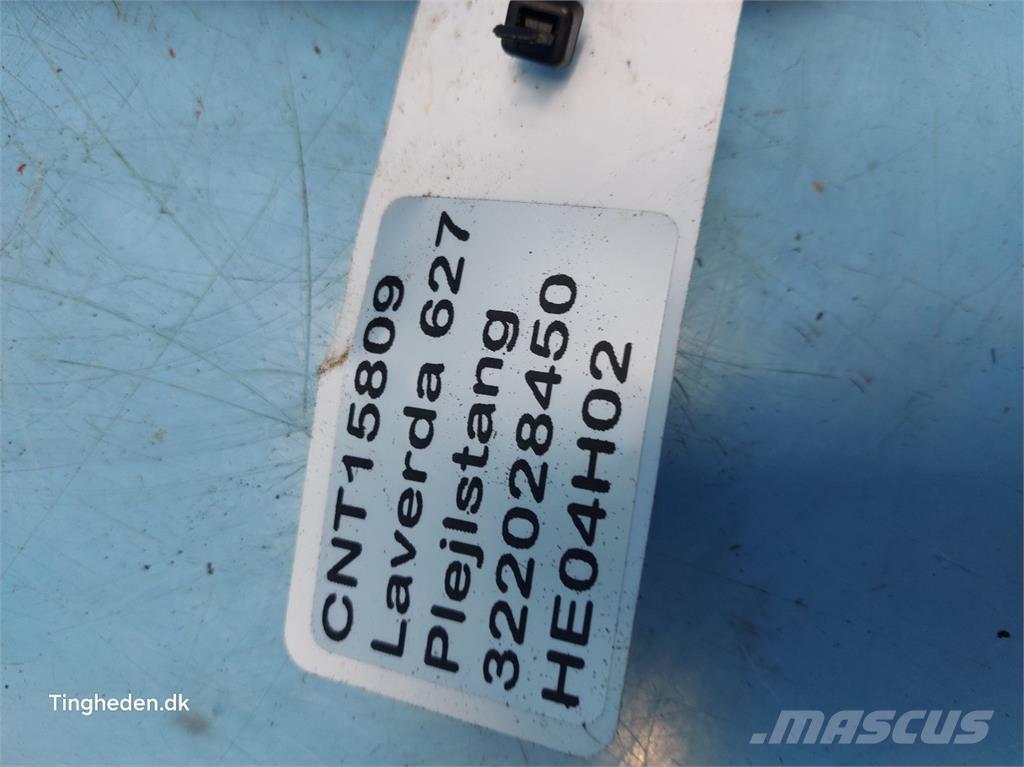 CNT15809
Laverda 627
Plejlstang
322028450
HE04H02
Tingheden.dk
.MASCUS